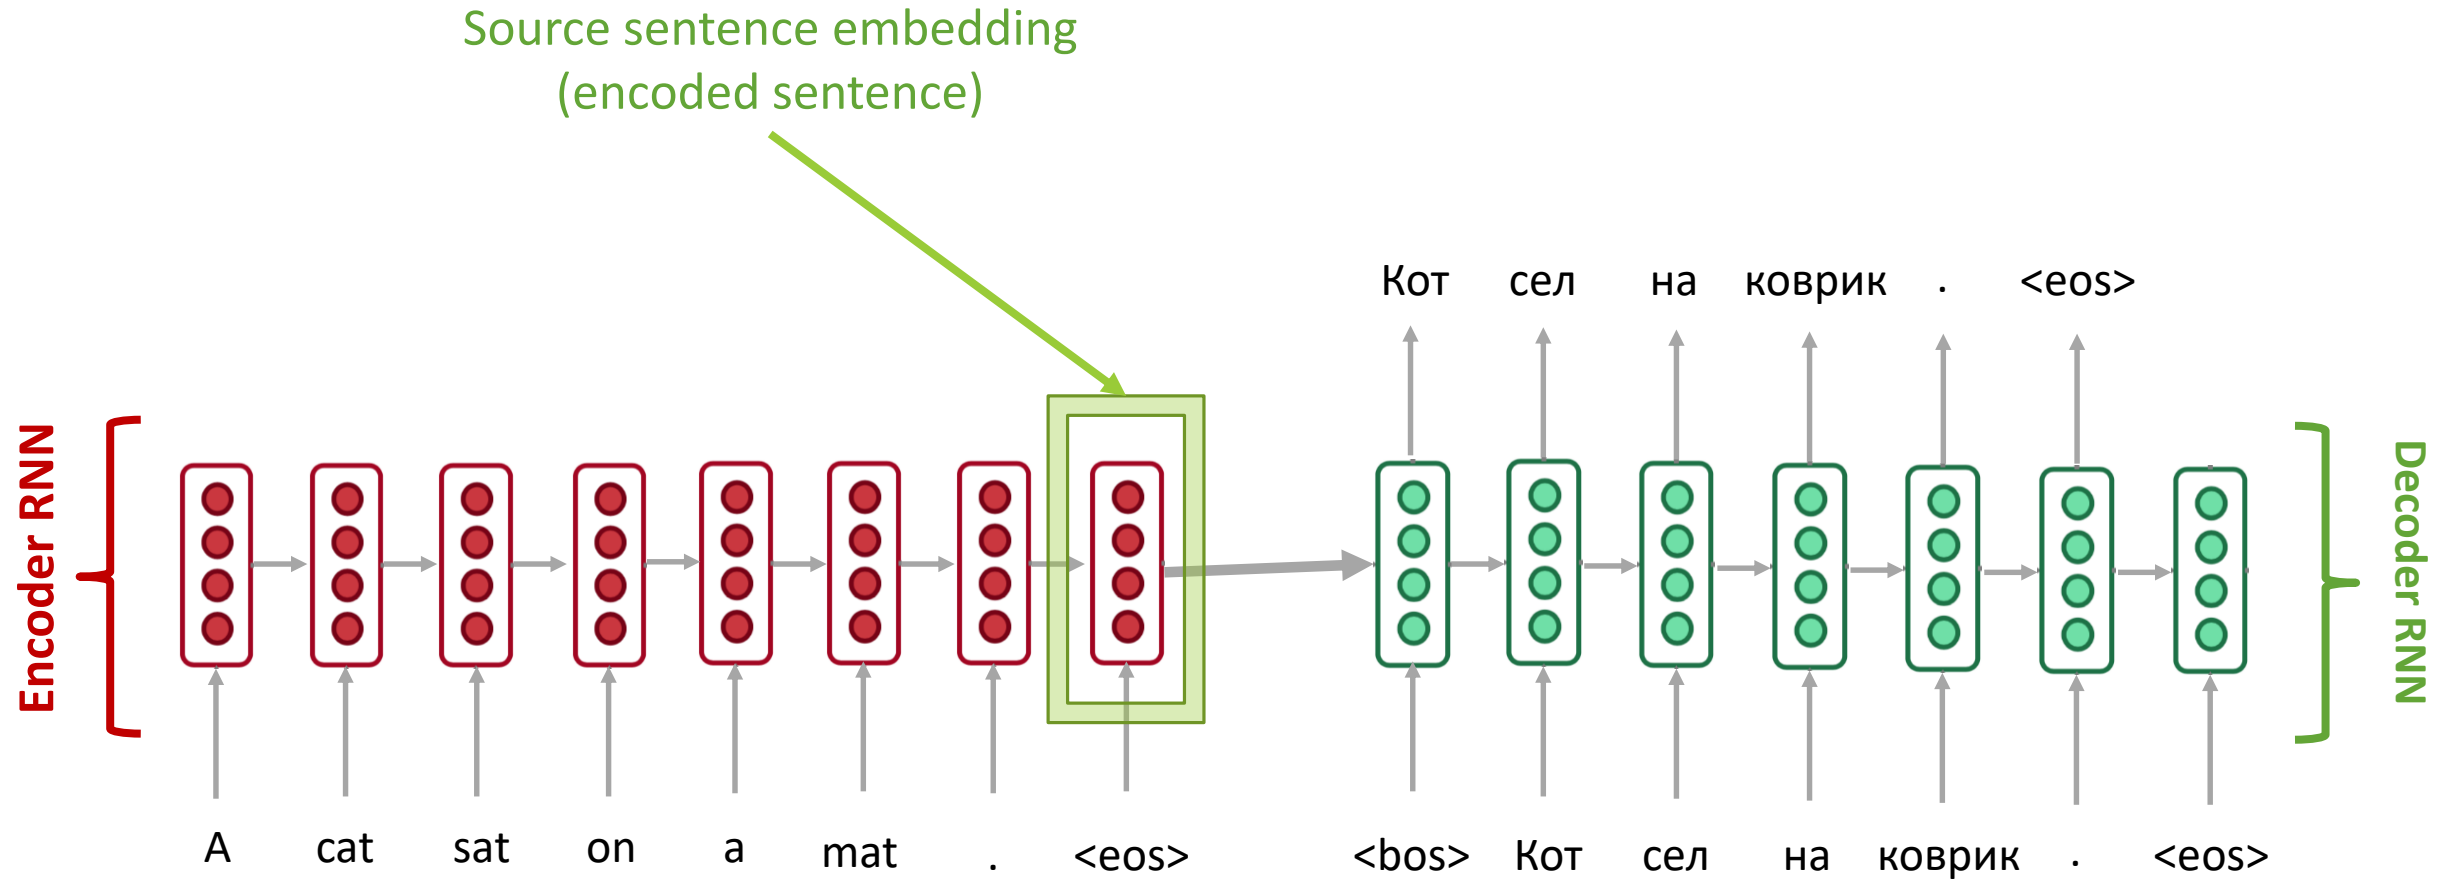 Source sentence embedding
(encoded sentence)
Кот сел на коврик . <eos>
Encoder RNN
Decoder RNN
A cat sat on a mat . <eos>
<bos> Кот сел на коврик . <eos>